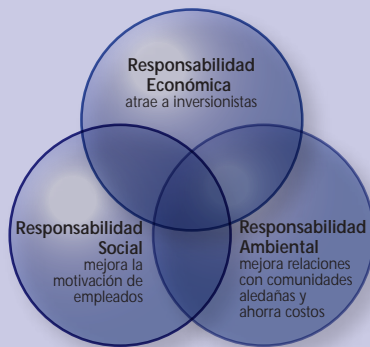 Responsabilidad
Económica
atrae a inversionistas
Responsabilidad
Social
mejora la
motivación de
empleados
Responsabilidad
Ambiental
mejora relaciones
con comunidades
aledañas y
ahorra costos